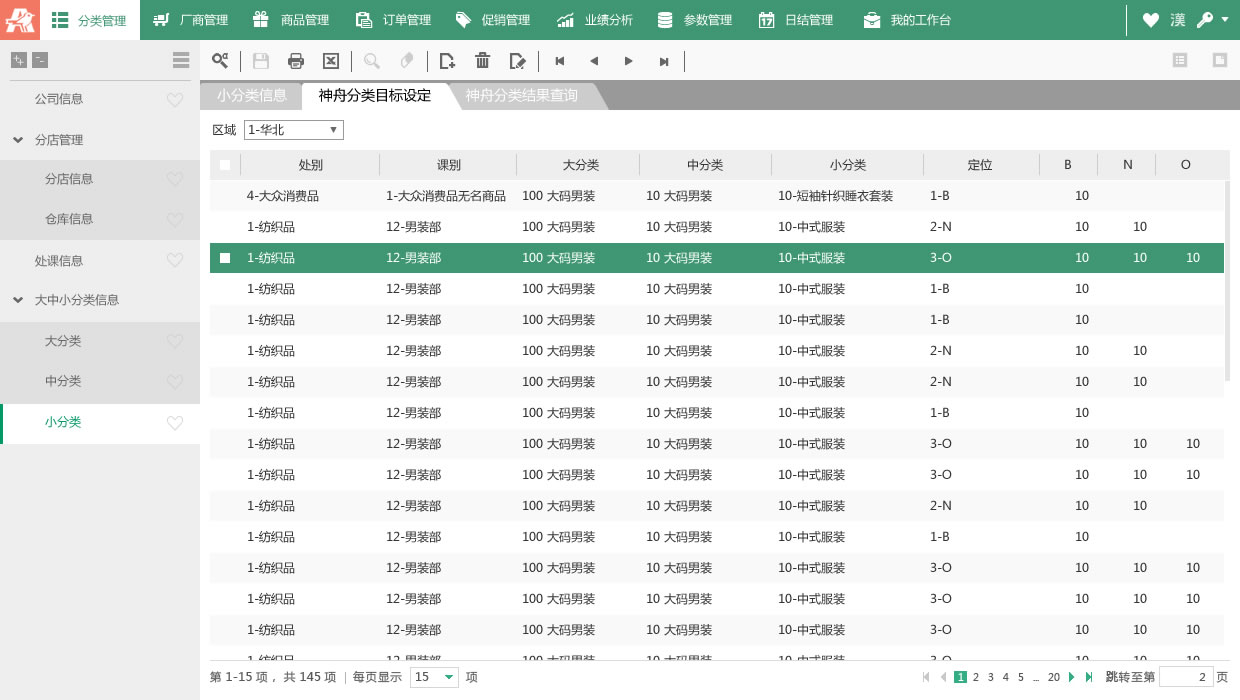 分类管理 厂商管理 商品管理 订单管理 促销管理 业绩分析 参数管理 日结管理 我的工作台 漢
公司信息
分店管理
分店信息
仓库信息
处课信息
大中小分类信息
大分类
中分类
小分类
小分类信息 神舟分类目标设定 神舟分类结果查询
区域 1-华北
处别 课别 大分类 中分类 小分类 定位 B N O
4-大众消费品 1-大众消费品无名商品 100 大码男装 10 大码男装 10-短袖针织睡衣套装 1-B 10
1-纺织品 12-男装部 100 大码男装 10 大码男装 10-中式服装 2-N 10 10
1-纺织品 12-男装部 100 大码男装 10 大码男装 10-中式服装 3-O 10 10 10
1-纺织品 12-男装部 100 大码男装 10 大码男装 10-中式服装 1-B 10
1-纺织品 12-男装部 100 大码男装 10 大码男装 10-中式服装 1-B 10
1-纺织品 12-男装部 100 大码男装 10 大码男装 10-中式服装 2-N 10 10
1-纺织品 12-男装部 100 大码男装 10 大码男装 10-中式服装 2-N 10 10
1-纺织品 12-男装部 100 大码男装 10 大码男装 10-中式服装 1-B 10
1-纺织品 12-男装部 100 大码男装 10 大码男装 10-中式服装 3-O 10 10 10
1-纺织品 12-男装部 100 大码男装 10 大码男装 10-中式服装 3-O 10 10 10
1-纺织品 12-男装部 100 大码男装 10 大码男装 10-中式服装 2-N 10 10
1-纺织品 12-男装部 100 大码男装 10 大码男装 10-中式服装 1-B 10
1-纺织品 12-男装部 100 大码男装 10 大码男装 10-中式服装 3-O 10 10 10
1-纺织品 12-男装部 100 大码男装 10 大码男装 10-中式服装 3-O 10 10 10
1-纺织品 12-男装部 100 大码男装 10 大码男装 10-中式服装 3-O 10 10 10
1-纺织品 12-男装部 100 大码男装 10 大码男装 10-中式服装 3-O 10 10 10
第 1-15 项，共 145 项 | 每页显示 15 项 1 2 3 4 5 ... 20 跳转至第 2 页